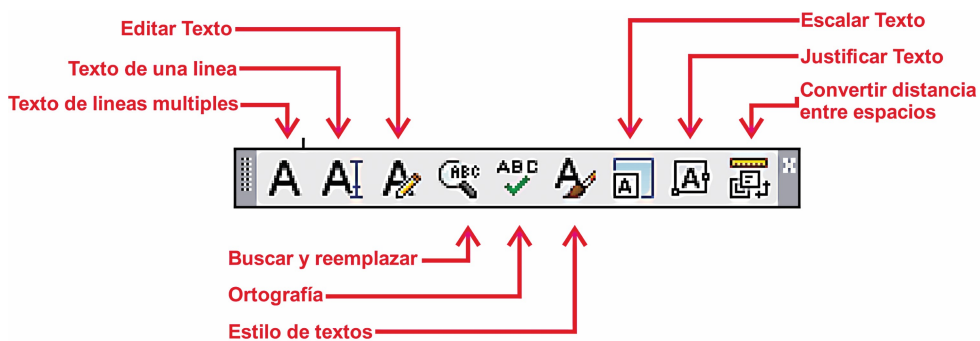 Editar Texto
Texto de una linea
Texto de lineas multiples
Escalar Texto
Justificar Texto
Convertir distancia
entre espacios
A A A ABC ABC A A A
Buscar y reemplazar
Ortografía
Estilo de textos